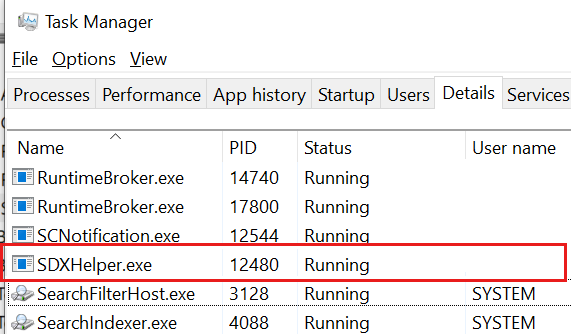 Task Manager
File Options View
Processes Performance App history Startup Users Details Services
Name PID Status User name
RuntimeBroker.exe 14740 Running
RuntimeBroker.exe 17800 Running
SCNotification.exe 12544 Running
SDXHelper.exe 12480 Running
SearchFilterHost.exe 3128 Running SYSTEM
SearchIndexer.exe 4088 Running SYSTEM